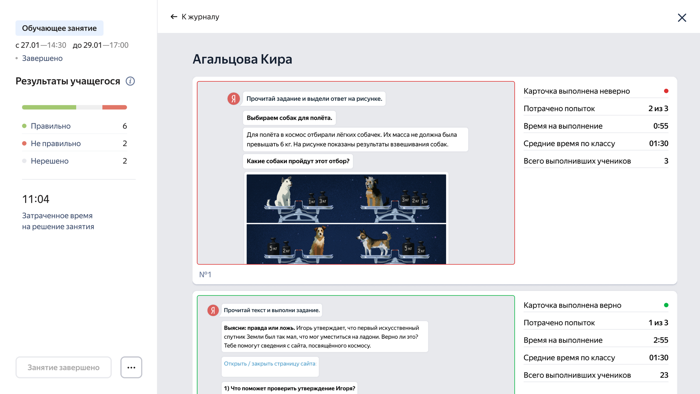 Обучающее занятие
с 27.01—14:30 до 29.01—17:00
Завершено
Результаты учащегося
Правильно 6
Не правильно 2
Нерешено 2
11:04
Затраченное время
на решение занятия
Занятие завершено
К журналу
Агальцова Кира
Я
Прочитай задание и выдели ответ на рисунке.
Выбираем собак для полёта.
Для полёта в космос отбирали лёгких собачек. Их масса не должна была
превышать 6 кг. На рисунке показаны результаты взвешивания собак.
Какие собаки пройдут этот отбор?
№1
Карточка выполнена неверно
Потрачено попыток 2 из 3
Время на выполнение 0:55
Средние время по классу 01:30
Всего выполнивших учеников 3
Я
Прочитай текст и выполни задание.
Выясни: правда или ложь. Игорь утверждает, что первый искусственный
спутник Земли был так мал, что мог уместиться на ладони. Верно ли это?
Тебе помогут сведения с сайта, посвящённого космосу.
Открыть / закрыть страницу сайта
1) Что поможет проверить утверждение Игоря?
Карточка выполнена верно
Потрачено попыток 1 из 3
Время на выполнение 2:55
Средние время по классу 01:30
Всего выполнивших учеников 23